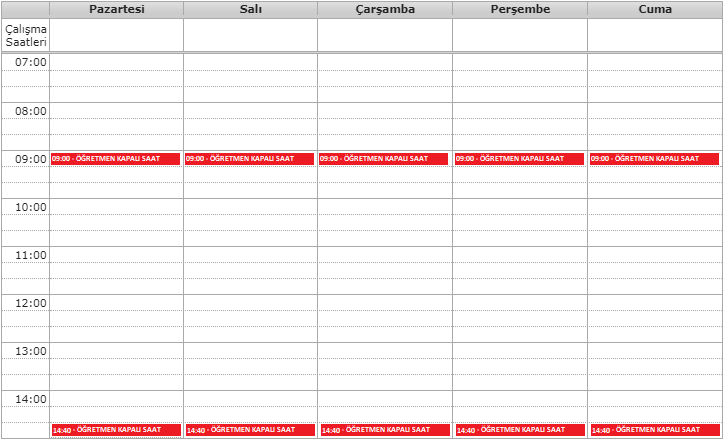 Pazartesi Salı Çarşamba Perşembe Cuma
Çalışma
Saatleri
07:00
08:00
09:00 09:00 - ÖĞRETMEN KAPALI SAAT 09:00 - ÖĞRETMEN KAPALI SAAT 09:00 - ÖĞRETMEN KAPALI SAAT 09:00 - ÖĞRETMEN KAPALI SAAT 09:00 - ÖĞRETMEN KAPALI SAAT
10:00
11:00
12:00
13:00
14:00
14:40 - ÖĞRETMEN KAPALI SAAT 14:40 - ÖĞRETMEN KAPALI SAAT 14:40 - ÖĞRETMEN KAPALI SAAT 14:40 - ÖĞRETMEN KAPALI SAAT 14:40 - ÖĞRETMEN KAPALI SAAT